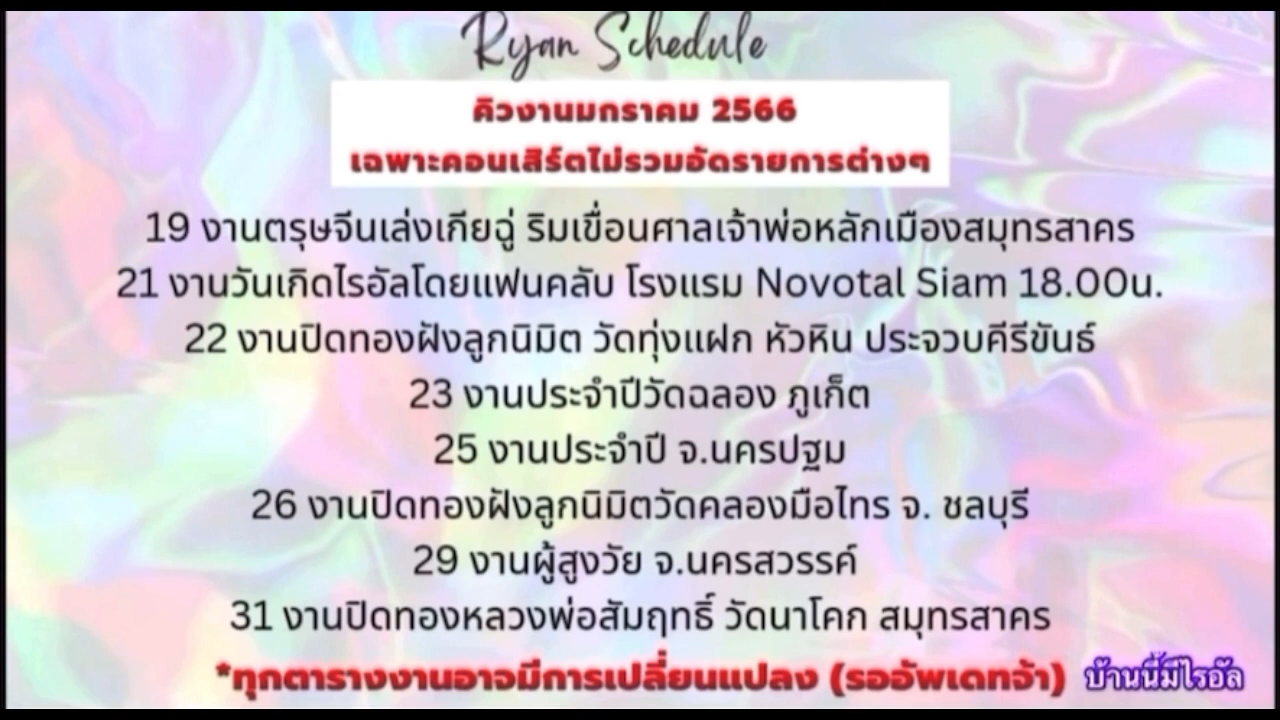 Ryan Schedule
คิวงานมกราคม 2566
เฉพาะคอนเสิร์ตไม่รวมอัดรายการต่างๆ
19 งานตรุษจีนเล่งเกียฉู่ ริมเขื่อนศาลเจ้าพ่อหลักเมืองสมุทรสาคร
21 งานวันเกิดไรอัลโดยแฟนคลับ โรงแรม Novotal Siam 18.00น.
22 งานปิดทองฝังลูกนิมิต วัดทุ่งแฝก หัวหิน ประจวบคีรีขันธ์
23 งานประจำปีวัดฉลอง ภูเก็ต
25 งานประจำปี จ.นครปฐม
26 งานปิดทองฝังลูกนิมิตวัดคลองมือไทร จ. ชลบุรี
29 งานผู้สูงวัย จ.นครสวรรค์
31 งานปิดทองหลวงพ่อสัมฤทธิ์ วัดนาโคก สมุทรสาคร
*ทุกตารางงานอาจมีการเปลี่ยนแปลง (รออัพเดทจ้า)
บ้านนี้มีไรอัล